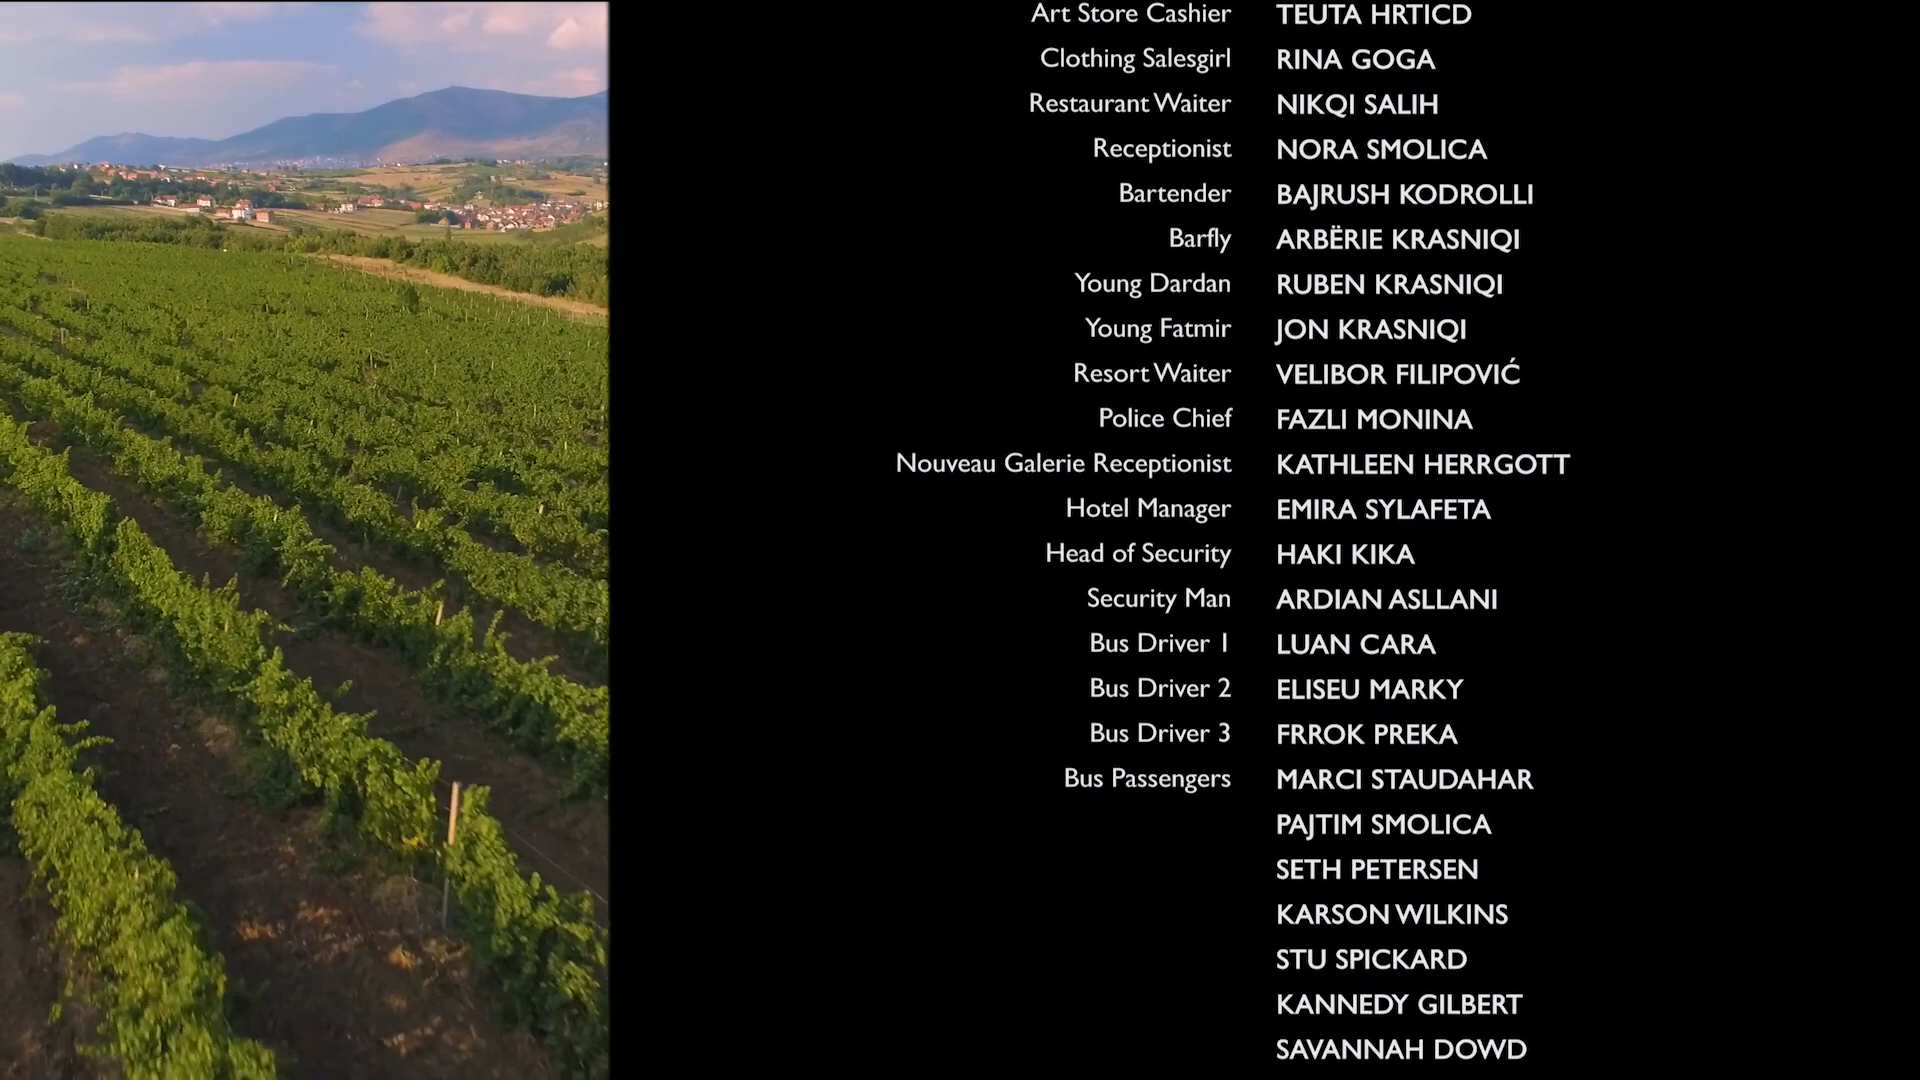 Art Store Cashier TEUTA HRTICD
Clothing Salesgirl RINA GOGA
Restaurant Waiter NIKQI SALIH
Receptionist NORA SMOLICA
Bartender BAJRUSH KODROLLI
Barfly ARBËRIE KRASNIQI
Young Dardan RUBEN KRASNIQI
Young Fatmir JON KRASNIQI
Resort Waiter VELIBOR FILIPOVIĆ
Police Chief FAZLI MONINA
Nouveau Galerie Receptionist KATHLEEN HERRGOTT
Hotel Manager EMIRA SYLAFETA
Head of Security HAKI KIKA
Security Man ARDIAN ASLLANI
Bus Driver 1 LUAN CARA
Bus Driver 2 ELISEU MARKY
Bus Driver 3 FRROK PREKA
Bus Passengers MARCI STAUDAHAR
PAJTIM SMOLICA
SETH PETERSEN
KARSON WILKINS
STU SPICKARD
KANNEDY GILBERT
SAVANNAH DOWD